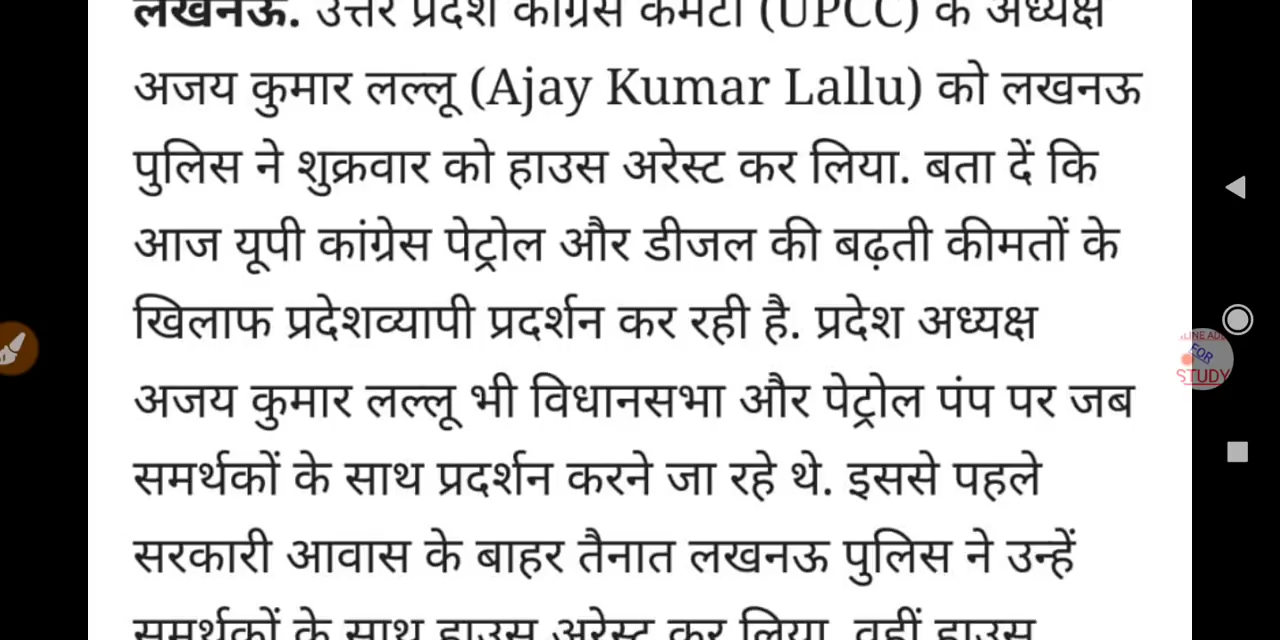 लखनऊ. उत्तर प्रदेश कांग्रेस कमेटी (UPCC) के अध्यक्ष
अजय कुमार लल्लू (Ajay Kumar Lallu) को लखनऊ
पुलिस ने शुक्रवार को हाउस अरेस्ट कर लिया. बता दें कि
आज यूपी कांग्रेस पेट्रोल और डीजल की बढ़ती कीमतों के
खिलाफ प्रदेशव्यापी प्रदर्शन कर रही है. प्रदेश अध्यक्ष
अजय कुमार लल्लू भी विधानसभा और पेट्रोल पंप पर जब
समर्थकों के साथ प्रदर्शन करने जा रहे थे. इससे पहले
सरकारी आवास के बाहर तैनात लखनऊ पुलिस ने उन्हें
समर्थकों के साथ हाउस अरेस्ट कर लिया. वहीं हाउस
FOR
STUDY